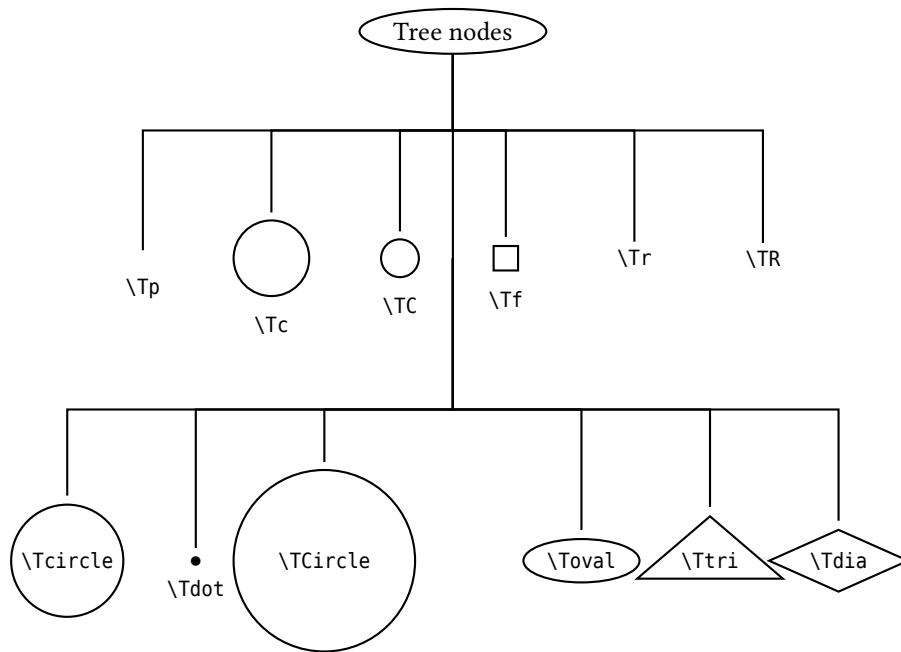 Tree nodes
\Tp
\Tc
\TC
\Tf
\Tr
\TR
\Tcircle
\Tdot
\TCircle
\Toval
\Ttri
\Tdia